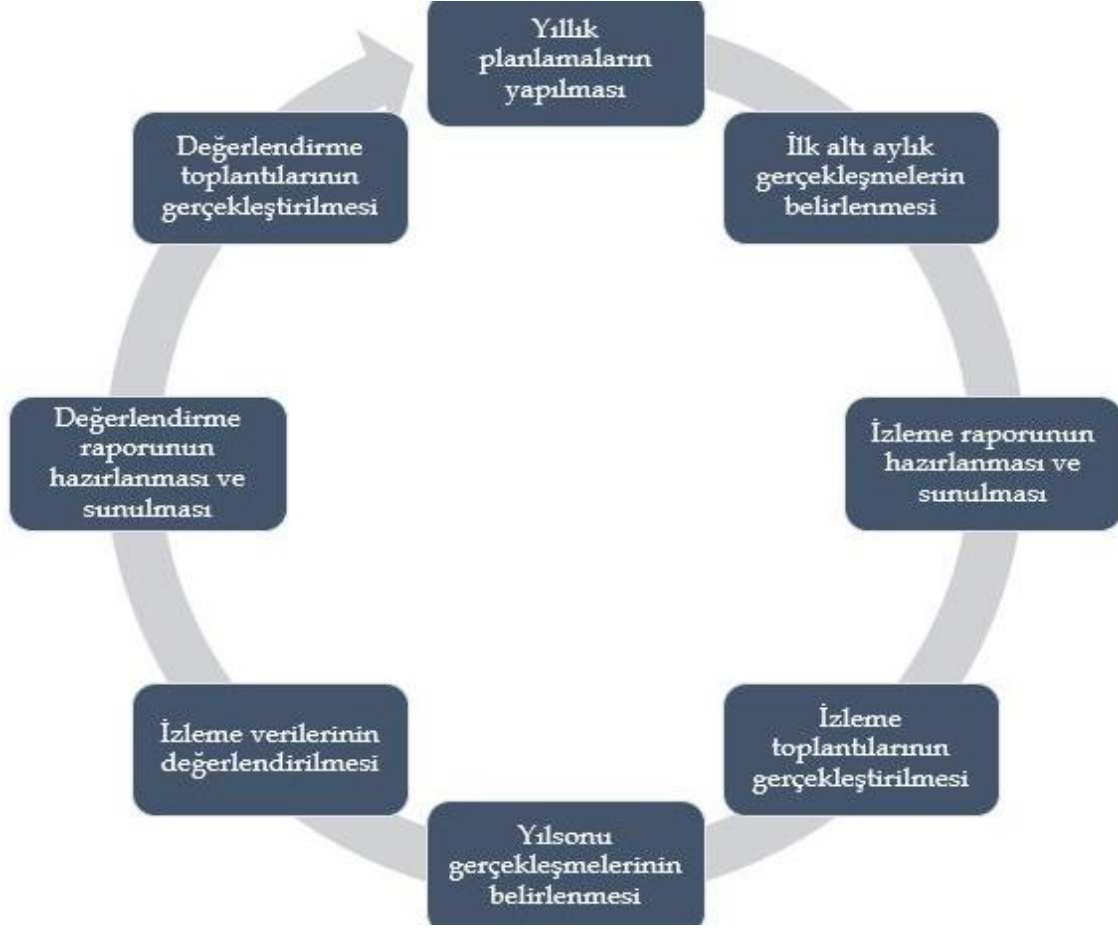 Yıllık
planlamaların
yapılması
İlk altı aylık
gerçekleşmelerin
belirlenmesi
İzleme raporunun
hazırlanması ve
sunulması
İzleme
toplantılarının
gerçekleştirilmesi
Yılsonu
gerçekleşmelerinin
belirlenmesi
İzleme verilerinin
değerlendirilmesi
Değerlendirme
raporunun
hazırlanması ve
sunulması
Değerlendirme
toplantılarının
gerçekleştirilmesi